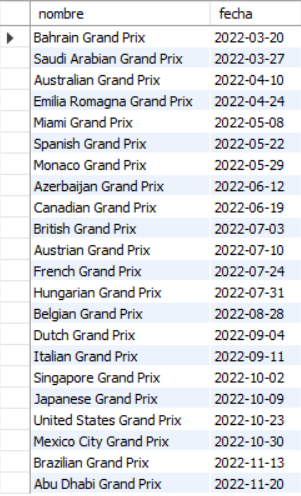 nombre fecha
Bahrain Grand Prix 2022-03-20
Saudi Arabian Grand Prix 2022-03-27
Australian Grand Prix 2022-04-10
Emilia Romagna Grand Prix 2022-04-24
Miami Grand Prix 2022-05-08
Spanish Grand Prix 2022-05-22
Monaco Grand Prix 2022-05-29
Azerbaijan Grand Prix 2022-06-12
Canadian Grand Prix 2022-06-19
British Grand Prix 2022-07-03
Austrian Grand Prix 2022-07-10
French Grand Prix 2022-07-24
Hungarian Grand Prix 2022-07-31
Belgian Grand Prix 2022-08-28
Dutch Grand Prix 2022-09-04
Italian Grand Prix 2022-09-11
Singapore Grand Prix 2022-10-02
Japanese Grand Prix 2022-10-09
United States Grand Prix 2022-10-23
Mexico City Grand Prix 2022-10-30
Brazilian Grand Prix 2022-11-13
Abu Dhabi Grand Prix 2022-11-20